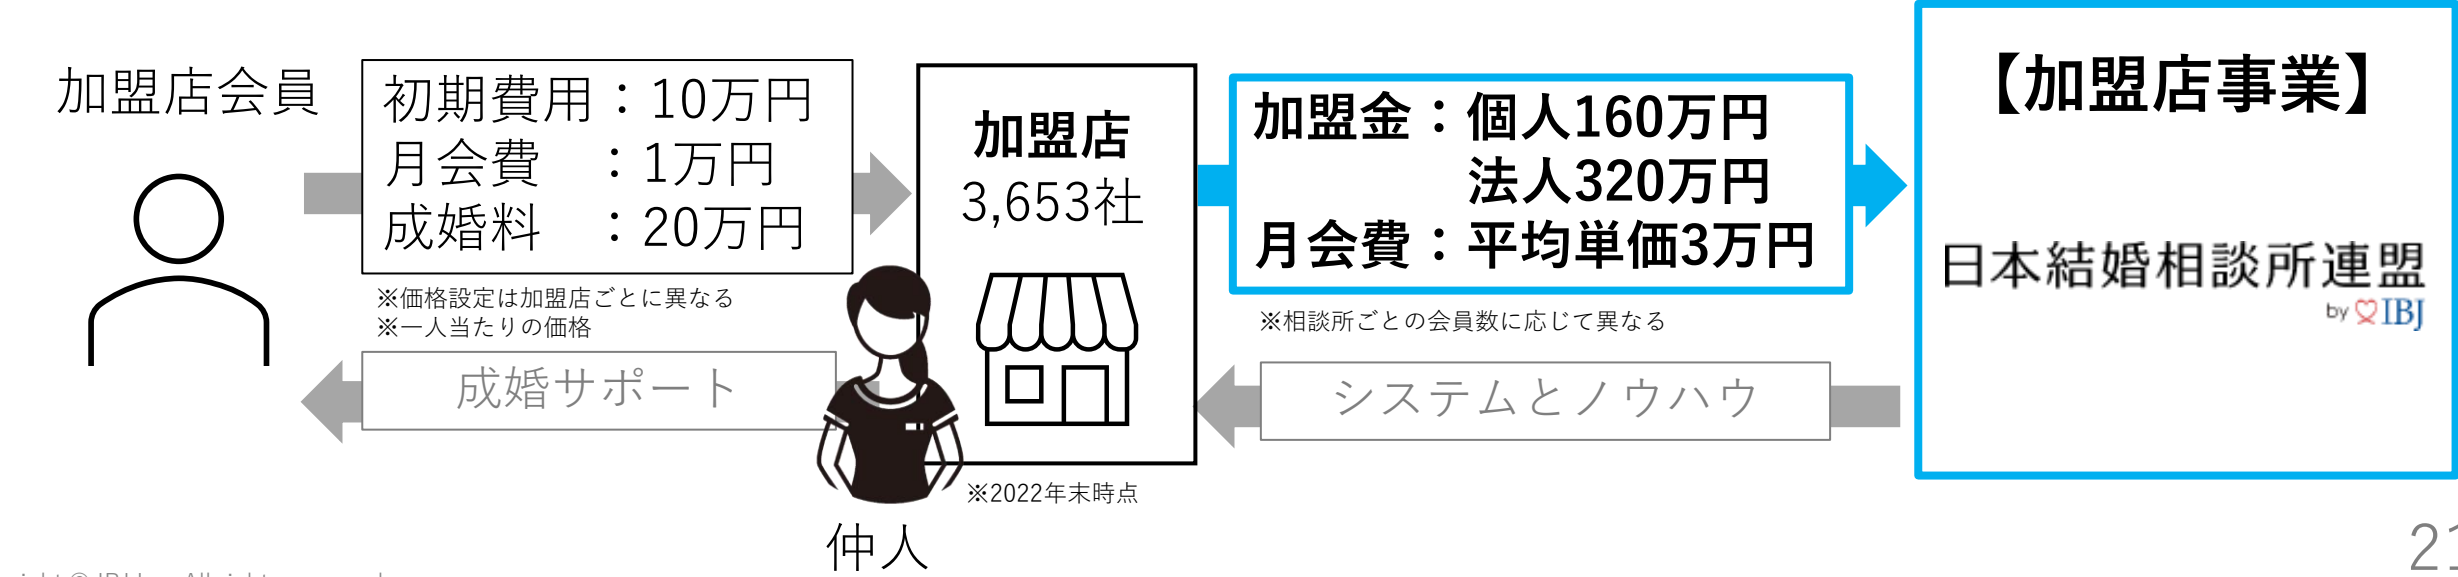 加盟店会員
初期費用：10万円
月会費　：1万円
成婚料　：20万円
※価格設定は加盟店ごとに異なる
※一人当たりの価格
成婚サポート
仲人
加盟店
3,653社
※2022年末時点
加盟金：個人160万円
法人320万円
月会費：平均単価3万円
※相談所ごとの会員数に応じて異なる
システムとノウハウ
【加盟店事業】
日本結婚相談所連盟
by IBJ
21